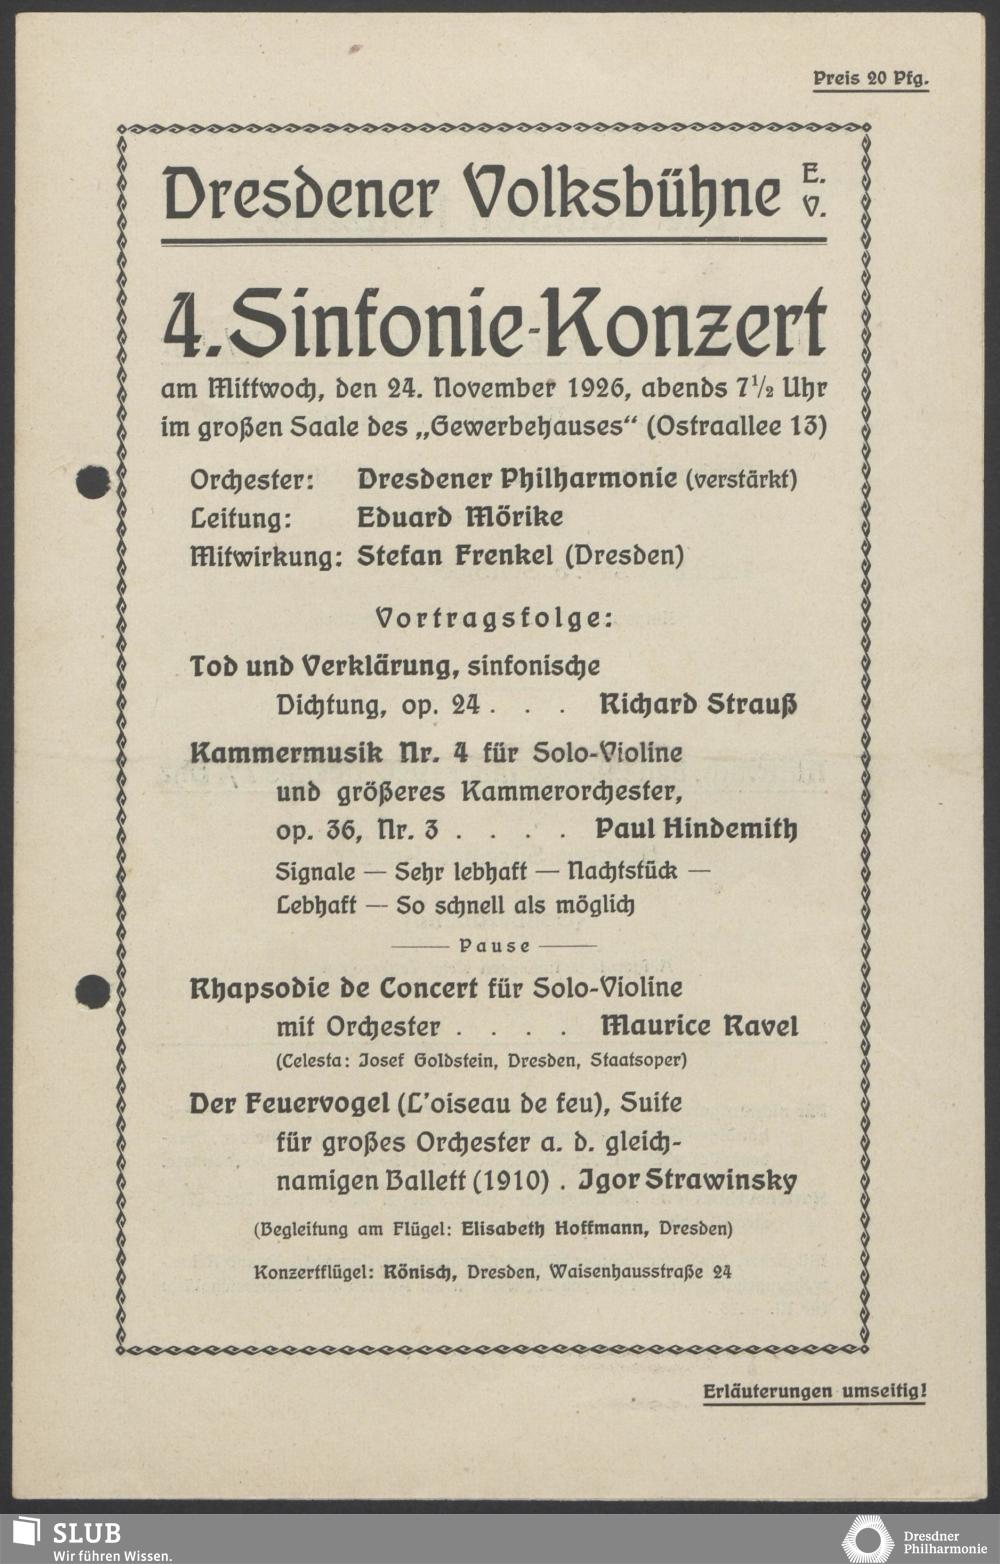 Preis 20 Pfg.
Dresdener Volksbühne E. V.
4. Sinfonie-Konzert
am Mittwoch, den 24. November 1926, abends 7½ Uhr
im großen Saale des „Gewerbehauses“ (Ostraallee 13)
Orchester: Dresdener Philharmonie (verstärkt)
Leitung: Eduard Mörike
Mitwirkung: Stefan Frenkel (Dresden)
Vortragsfolge:
Tod und Verklärung, sinfonische
Dichtung, op. 24 . . . Richard Strauß
Kammermusik Nr. 4 für Solo-Violine
und größeres Kammerorchester,
op. 36, Nr. 3 . . . . Paul Hindemith
Signale — Sehr lebhaft — Nachtstück —
Lebhaft — So schnell als möglich
—— Pause ——
Rhapsodie de Concert für Solo-Violine
mit Orchester . . . . Maurice Ravel
(Celesta: Josef Goldstein, Dresden, Staatsoper)
Der Feuervogel (L'oiseau de feu), Suite
für großes Orchester a. d. gleich-
namigen Ballett (1910) . Igor Strawinsky
(Begleitung am Flügel: Elisabeth Hoffmann, Dresden)
Konzertflügel: Rönisch, Dresden, Waisenhausstraße 24
Erläuterungen umseitig!
SLUB
Wir führen Wissen.
Dresdner
Philharmonie